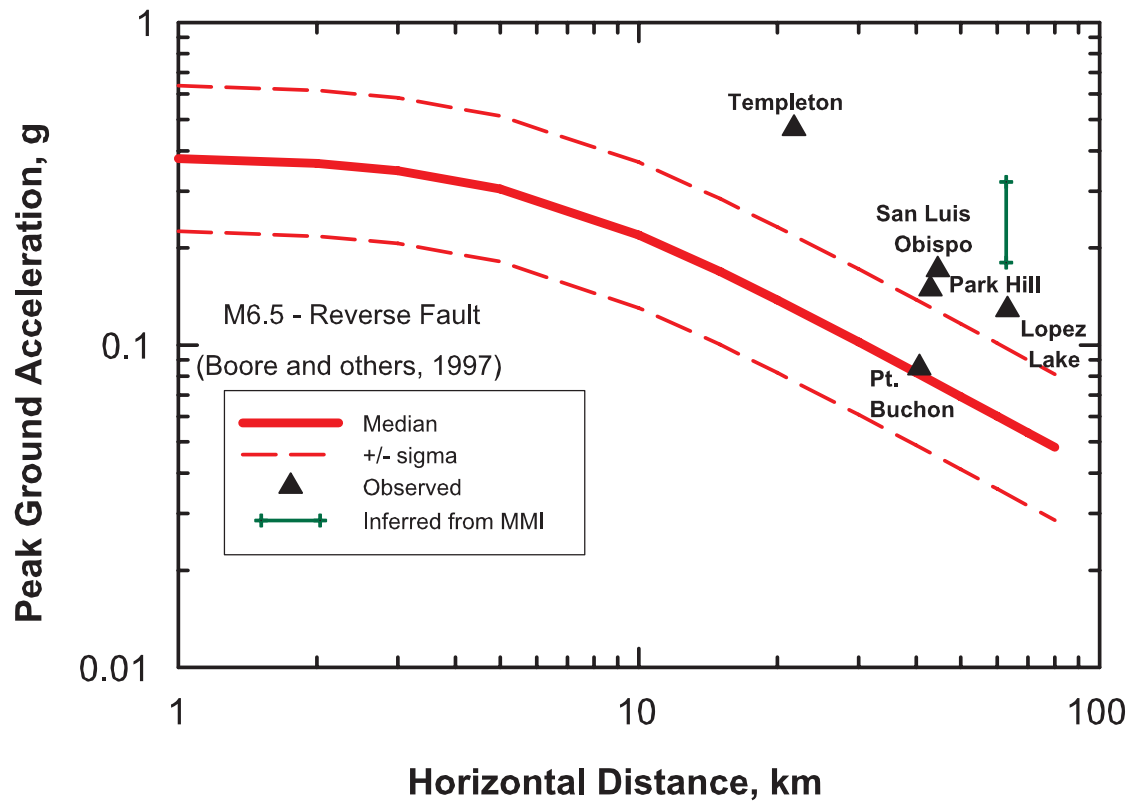 Peak Ground Acceleration, g
1
0.1
0.01
Templeton
San Luis
Obispo
Park Hill
Lopez
Lake
Pt.
Buchon
M6.5 - Reverse Fault
(Boore and others, 1997)
Median
+/- sigma
Observed
Inferred from MMI
1
10
100
Horizontal Distance, km